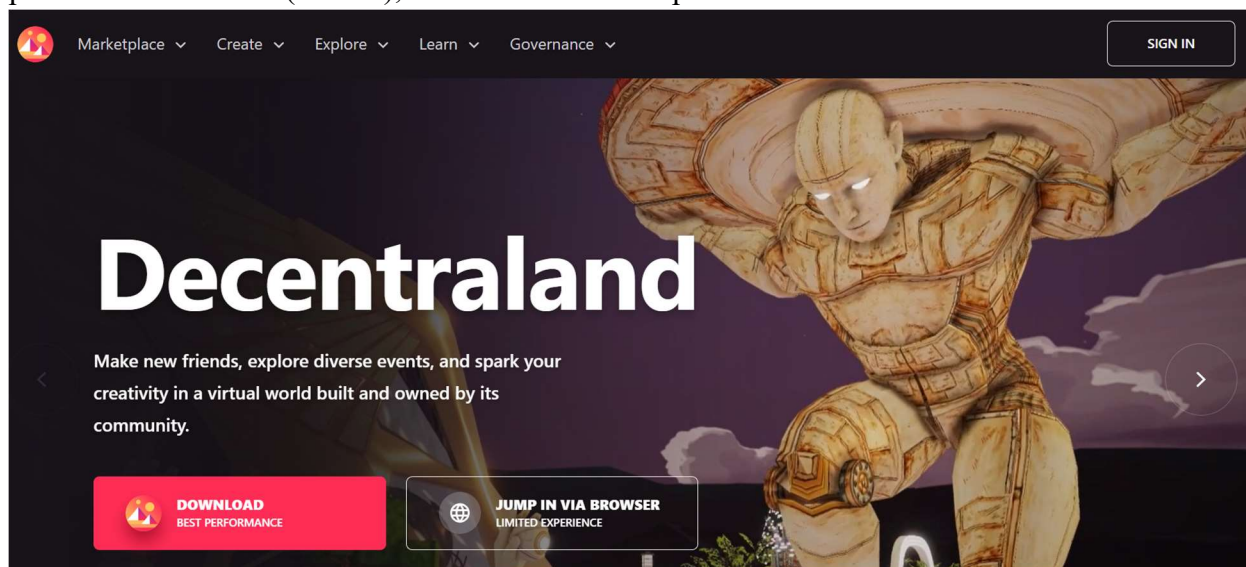 Marketplace Create Explore Learn Governance SIGN IN
Decentraland
Make new friends, explore diverse events, and spark your
creativity in a virtual world built and owned by its
community.
DOWNLOAD
BEST PERFORMANCE
JUMP IN VIA BROWSER
LIMITED EXPERIENCE